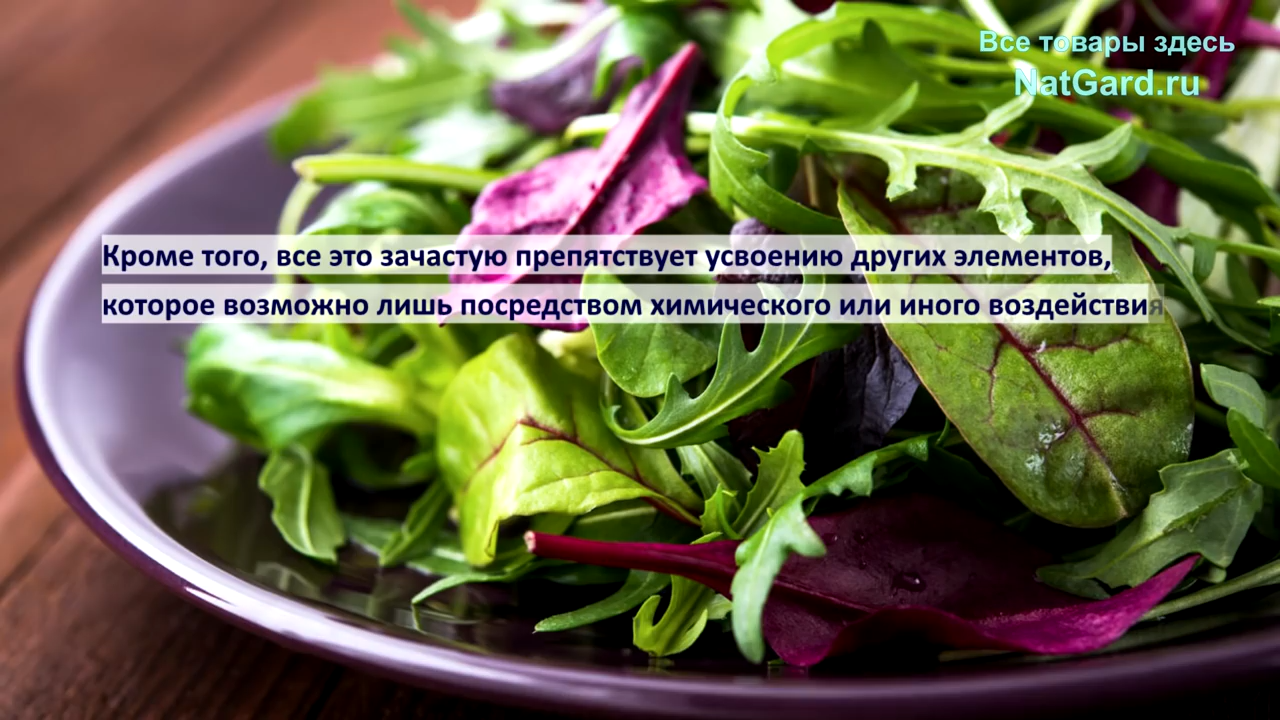 Все товары здесь
NatGard.ru
Кроме того, все это зачастую препятствует усвоению других элементов,
которое возможно лишь посредством химического или иного воздействия